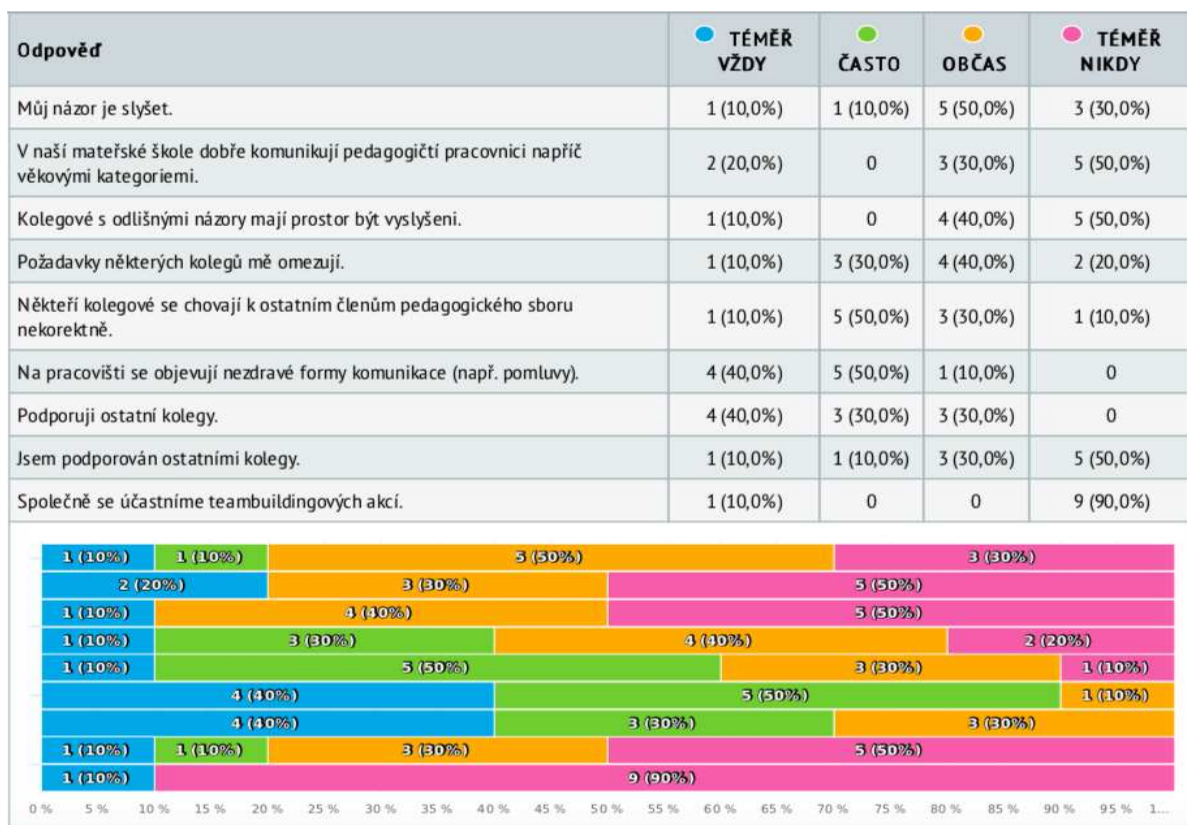 Odpověď
TÉMĚŘ
VŽDY
ČASTO
OBČAS
TÉMĚŘ
NIKDY
Můj názor je slyšet. 1 (10,0%) 1 (10,0%) 5 (50,0%) 3 (30,0%)
V naší mateřské škole dobře komunikují pedagogičtí pracovnici napříč
věkovými kategoriemi. 2 (20,0%) 0 3 (30,0%) 5 (50,0%)
Kolegové s odlišnými názory mají prostor být vyslyšeni. 1 (10,0%) 0 4 (40,0%) 5 (50,0%)
Požadavky některých kolegů mě omezují. 1 (10,0%) 3 (30,0%) 4 (40,0%) 2 (20,0%)
Někteří kolegové se chovají k ostatním členům pedagogického sboru
nekorektně. 1 (10,0%) 5 (50,0%) 3 (30,0%) 1 (10,0%)
Na pracovišti se objevují nezdravé formy komunikace (např. pomluvy). 4 (40,0%) 5 (50,0%) 1 (10,0%) 0
Podporuji ostatní kolegy. 4 (40,0%) 3 (30,0%) 3 (30,0%) 0
Jsem podporován ostatními kolegy. 1 (10,0%) 1 (10,0%) 3 (30,0%) 5 (50,0%)
Společně se účastníme teambuildingových akcí. 1 (10,0%) 0 0 9 (90,0%)
1 (10%) 1 (10%) 5 (50%) 3 (30%)
2 (20%) 3 (30%) 5 (50%)
1 (10%) 4 (40%) 5 (50%)
1 (10%) 3 (30%) 4 (40%) 2 (20%)
1 (10%) 5 (50%) 3 (30%) 1 (10%)
4 (40%) 5 (50%) 1 (10%)
4 (40%) 3 (30%) 3 (30%)
1 (10%) 1 (10%) 3 (30%) 5 (50%)
1 (10%) 9 (90%)
0 % 5 % 10 % 15 % 20 % 25 % 30 % 35 % 40 % 45 % 50 % 55 % 60 % 65 % 70 % 75 % 80 % 85 % 90 % 95 % 1...